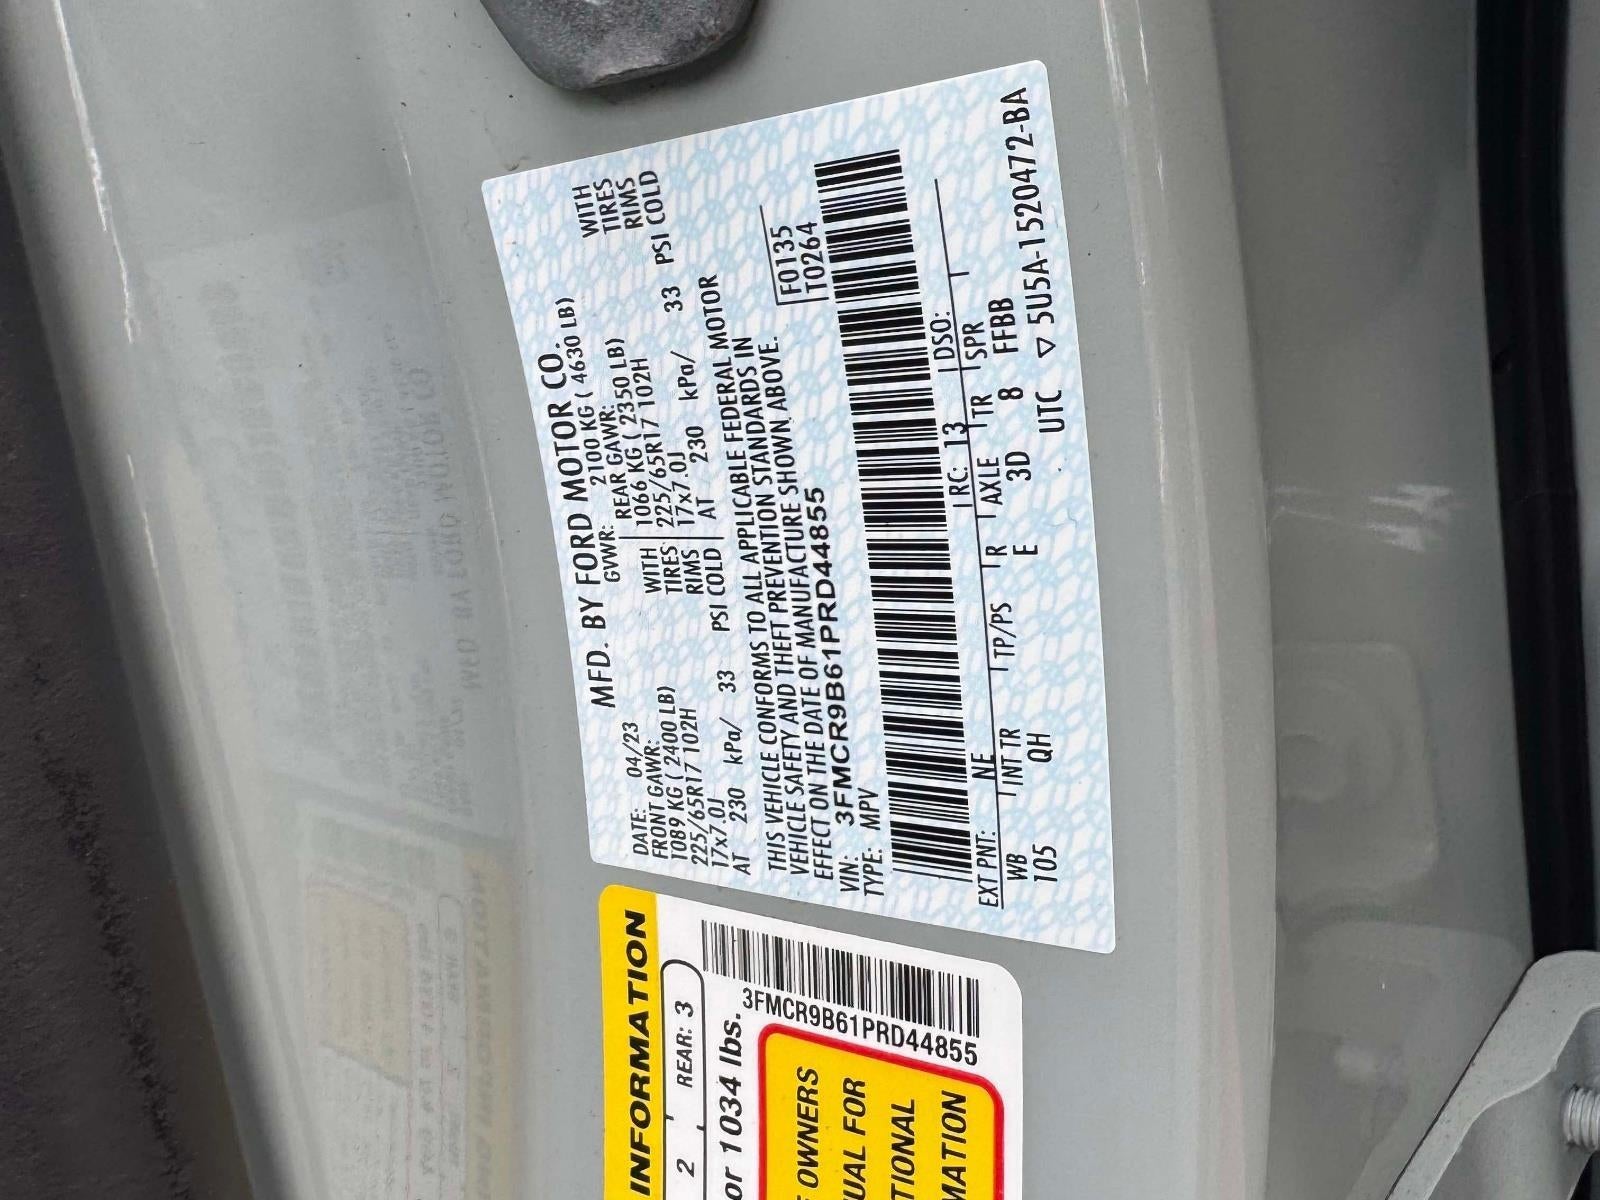 MFD. BY FORD MOTOR CO.
DATE: 04/23 GVWR: 2100 KG ( 4630 LB)
FRONT GAWR: REAR GAWR:
1089 KG ( 2400 LB) WITH 1066 KG ( 2350 LB) WITH
225/65R17 102H TIRES 225/65R17 102H TIRES
17x7.0J RIMS 17x7.0J RIMS
AT 230 kPa/ 33 PSI COLD AT 230 kPa/ 33 PSI COLD
THIS VEHICLE CONFORMS TO ALL APPLICABLE FEDERAL MOTOR
VEHICLE SAFETY AND THEFT PREVENTION STANDARDS IN
EFFECT ON THE DATE OF MANUFACTURE SHOWN ABOVE.
F0135
T0264
VIN: 3FMCR9B61PRD44855
TYPE: MPV
EXT PNT: NE RC: 13 DSO:
WB INT TR TP/PS R AXLE TR SPR
105 QH E 3D 8 FFBB
UTC ▽ 5U5A-1520472-BA
INFORMATION
2 REAR: 3
or 1034 lbs.
3FMCR9B61PRD44855
OWNERS
FOR